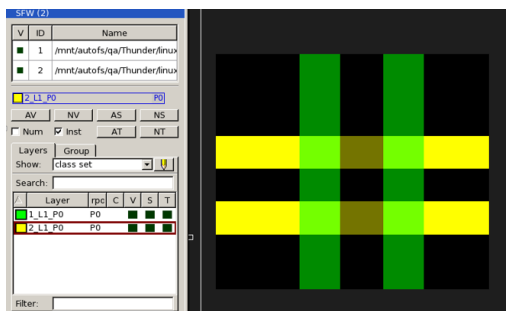 SFW (2)
V ID Name
1 /mnt/autofs/qa/Thunder/linux
2 /mnt/autofs/qa/Thunder/linux
2_L1_P0 P0
AV NV AS NS
Num Inst AT NT
Layers Group
Show: class set
Search:
Layer rpc C V S T
1_L1_P0 P0
2_L1_P0 P0
Filter: